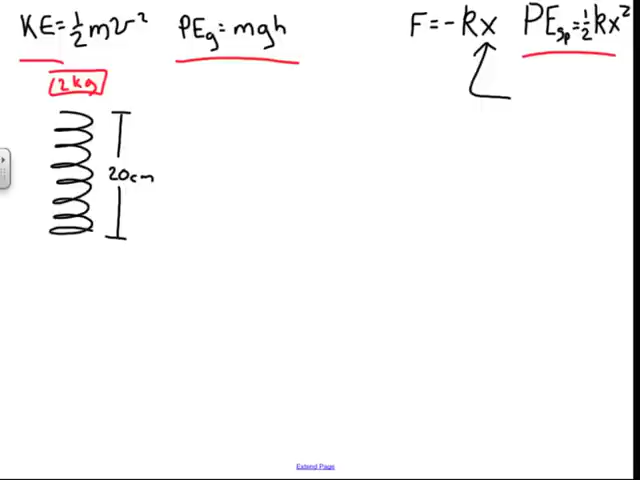 KE=½mv² PEg=mgh F=-kx PEsp=½kx²
2kg
20cm
Extend Page